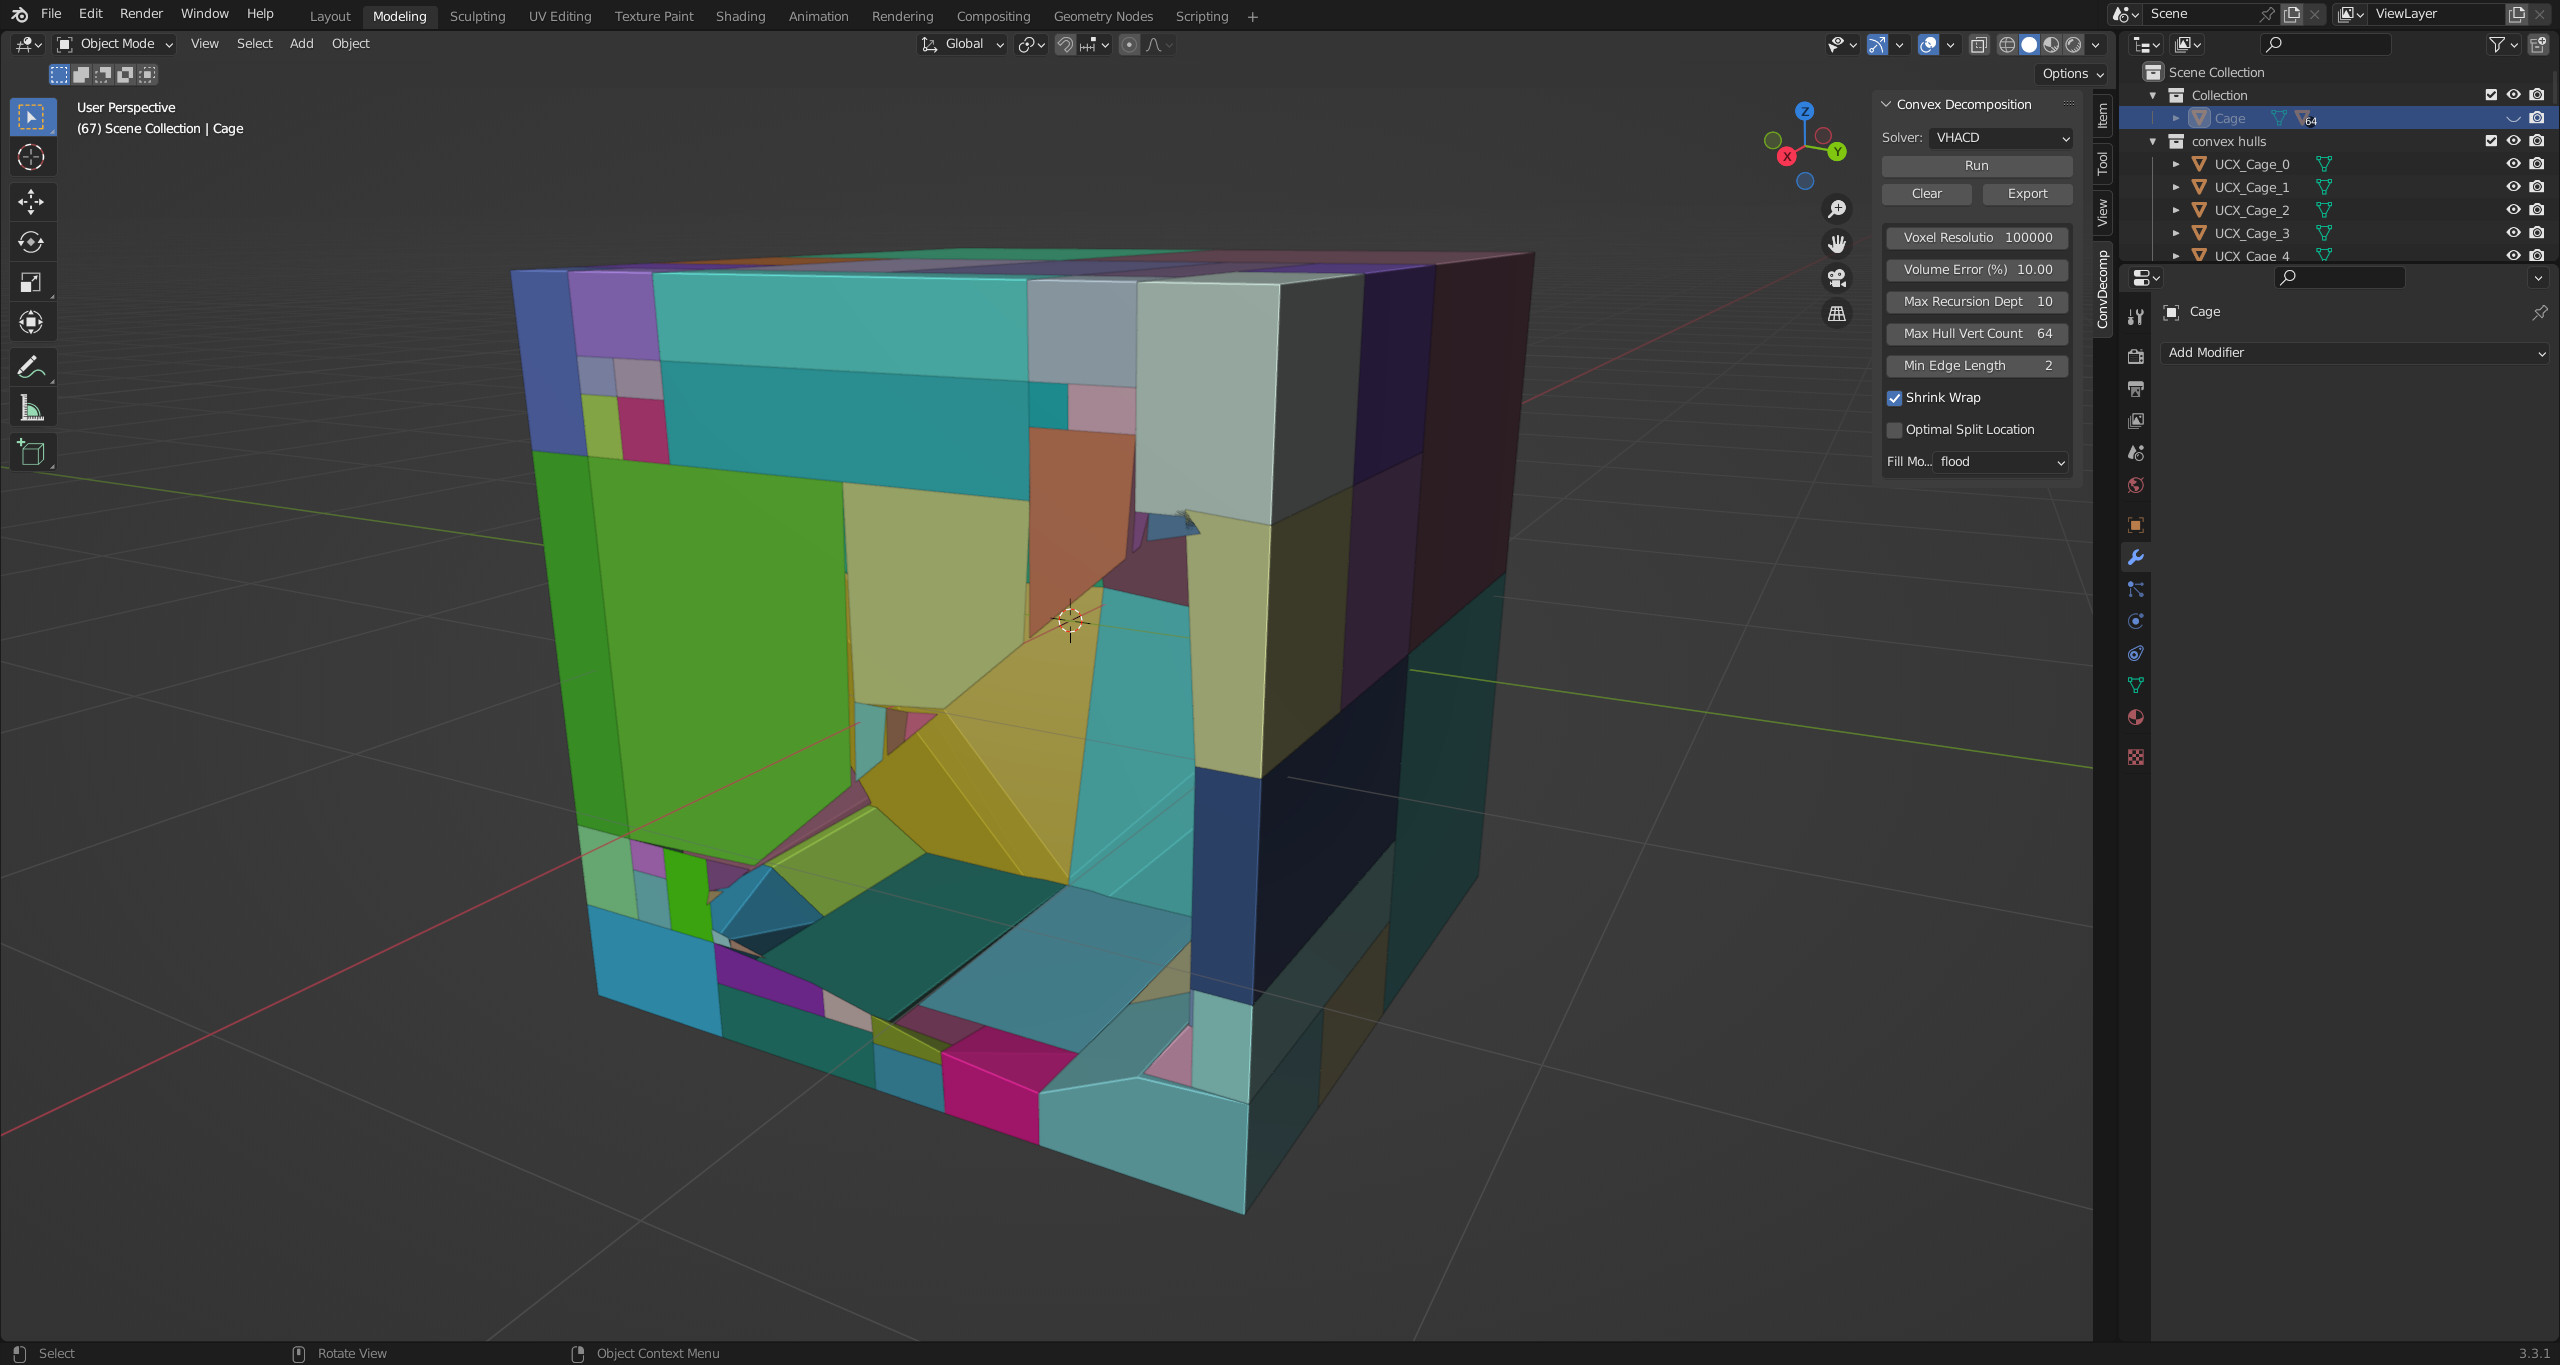 File Edit Render Window Help Layout Modeling Sculpting UV Editing Texture Paint Shading Animation Rendering Compositing Geometry Nodes Scripting + Scene ViewLayer
Object Mode View Select Add Object Global
Options
User Perspective
(67) Scene Collection | Cage
Z
Y
X
Convex Decomposition
Solver: VHACD
Run
Clear Export
Voxel Resolutio 100000
Volume Error (%) 10.00
Max Recursion Dept 10
Max Hull Vert Count 64
Min Edge Length 2
Shrink Wrap
Optimal Split Location
Fill Mo... flood
Item
Tool
View
ConvDecomp
Scene Collection
Collection
Cage 64
convex hulls
UCX_Cage_0
UCX_Cage_1
UCX_Cage_2
UCX_Cage_3
UCX_Cage_4
Cage
Add Modifier
Select Rotate View Object Context Menu 3.3.1